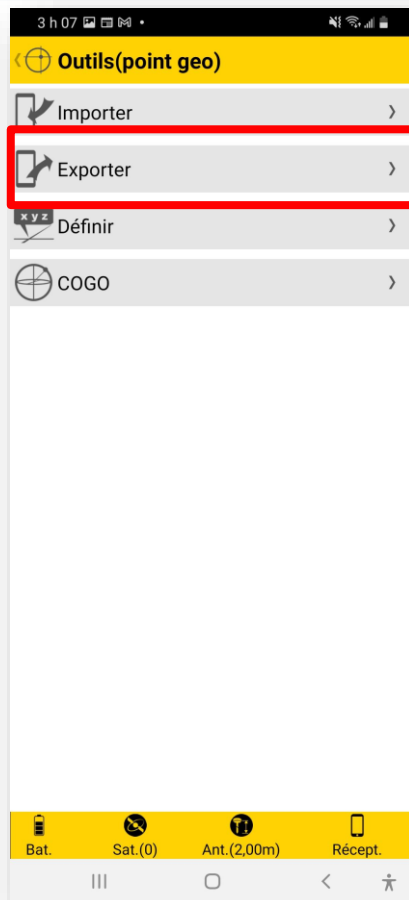 3 h 07
Outils(point geo)
Importer
Exporter
x y z
Définir
COGO
Bat. Sat.(0) Ant.(2,00m) Récept.